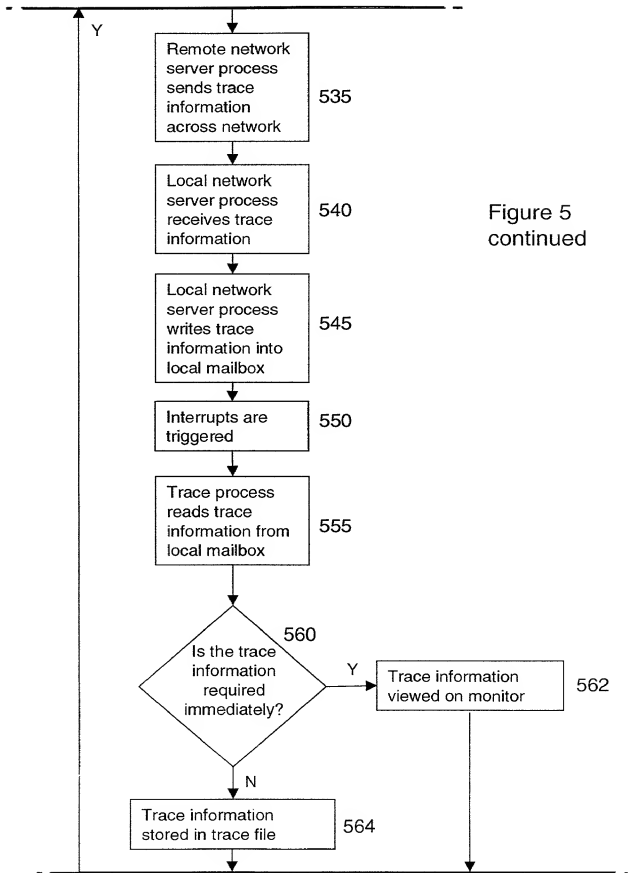 Y
Remote network
server process
sends trace
information
across network
535
Local network
server process
receives trace
information
540
Figure 5
continued
Local network
server process
writes trace
information into
local mailbox
545
Interrupts are
triggered
550
Trace process
reads trace
information from
local mailbox
555
560
Is the trace
information
required
immediately?
Y
Trace information
viewed on monitor
562
N
Trace information
stored in trace file
564